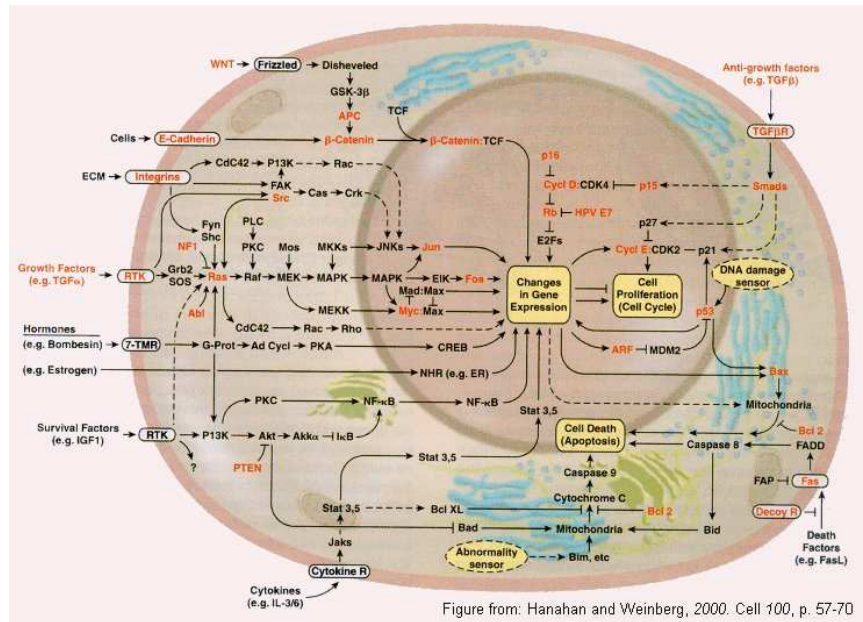 WNT
Frizzled
Disheveled
GSK-3β
APC
TCF
Cells
E-Cadherin
β-Catenin
β-Catenin:TCF
ECM
Integrins
CdC42
P13K
Rac
FAK
Src
Cas
Crk
Fyn
Shc
PLC
NF1
PKC
Mos
MKKs
JNKs
Jun
Growth Factors
(e.g. TGFα)
RTK
Grb2
SOS
Ras
Raf
MEK
MAPK
MAPK
ElK
Fos
Mad:Max
Abl
MEKK
Myc:Max
CdC42
Rac
Rho
Hormones
(e.g. Bombesin)
7-TMR
G-Prot
Ad Cycl
PKA
CREB
(e.g. Estrogen)
NHR (e.g. ER)
PKC
NF-κB
NF-κB
Survival Factors
(e.g. IGF1)
RTK
P13K
Akt
Akkα
IκB
?
PTEN
Stat 3,5
Stat 3,5
Stat 3,5
Jaks
Cytokine R
Cytokines
(e.g. IL-3/6)
Bcl XL
Bad
Abnormality
sensor
Bim, etc
Mitochondria
Cytochrome C
Caspase 9
Cell Death
(Apoptosis)
Bcl 2
Caspase 8
Bid
FADD
Bcl 2
Mitochondria
Bax
FAP
Fas
Decoy R
Death
Factors
(e.g. FasL)
Changes
in Gene
Expression
Cell
Proliferation
(Cell Cycle)
p16
Cycl D:CDK4
p15
Rb
HPV E7
E2Fs
p27
Cycl E:CDK2
p21
DNA damage
sensor
p53
ARF
MDM2
Smads
TGFβR
Anti-growth factors
(e.g. TGFβ)
Figure from: Hanahan and Weinberg, 2000. Cell 100, p. 57-70